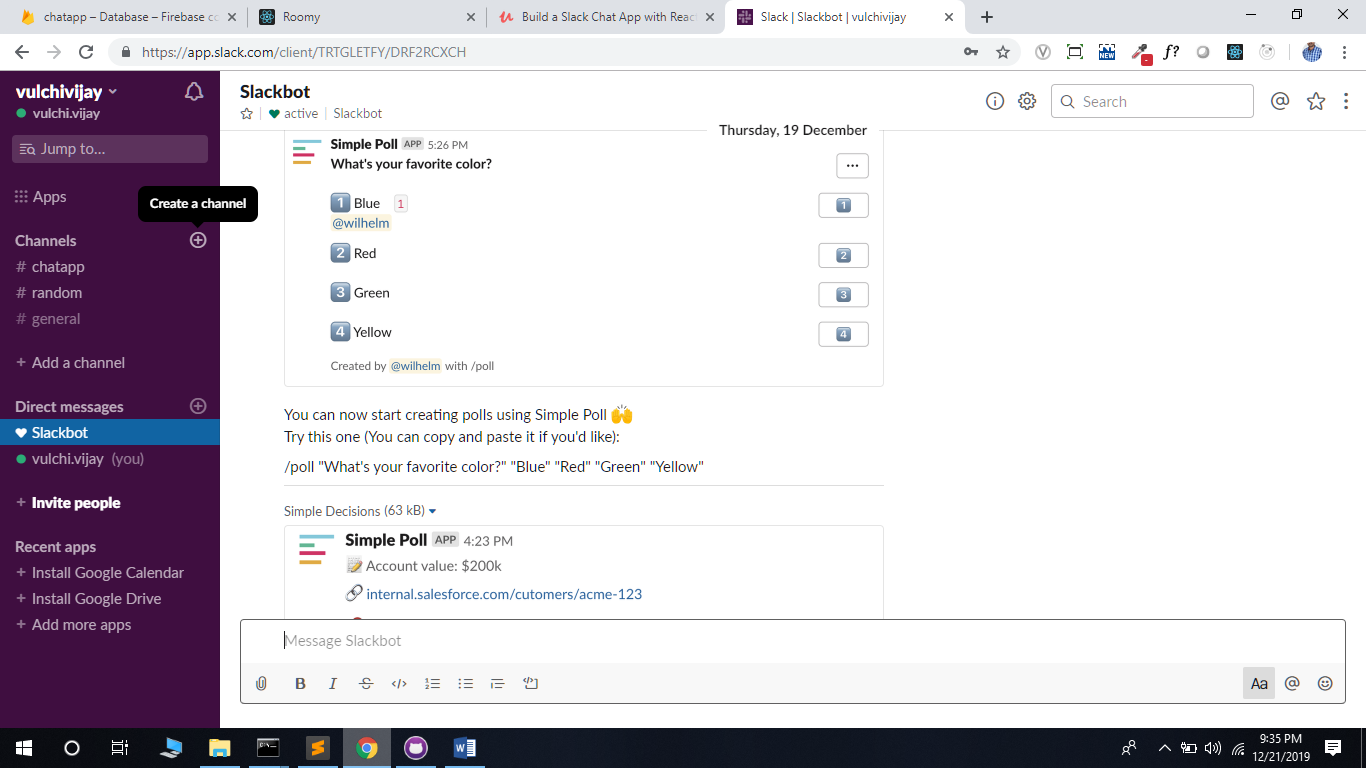 chatapp – Database – Firebase co
Roomy
Build a Slack Chat App with Reac
Slack | Slackbot | vulchivijay
https://app.slack.com/client/TRTGLETFY/DRF2RCXCH
NEW
f?
vulchivijay
vulchi.vijay
Jump to...
Apps
Create a channel
Channels
# chatapp
# random
# general
+ Add a channel
Direct messages
Slackbot
vulchi.vijay (you)
+ Invite people
Recent apps
+ Install Google Calendar
+ Install Google Drive
+ Add more apps
Slackbot
active | Slackbot
Search
Thursday, 19 December
Simple Poll APP 5:26 PM
What's your favorite color?
1 Blue 1
1
@wilhelm
2 Red
2
3 Green
3
4 Yellow
4
Created by @wilhelm with /poll
You can now start creating polls using Simple Poll
Try this one (You can copy and paste it if you'd like):
/poll "What's your favorite color?" "Blue" "Red" "Green" "Yellow"
Simple Decisions (63 kB)
Simple Poll APP 4:23 PM
Account value: $200k
internal.salesforce.com/cutomers/acme-123
Message Slackbot
B I S </>
Aa @
9:35 PM
12/21/2019